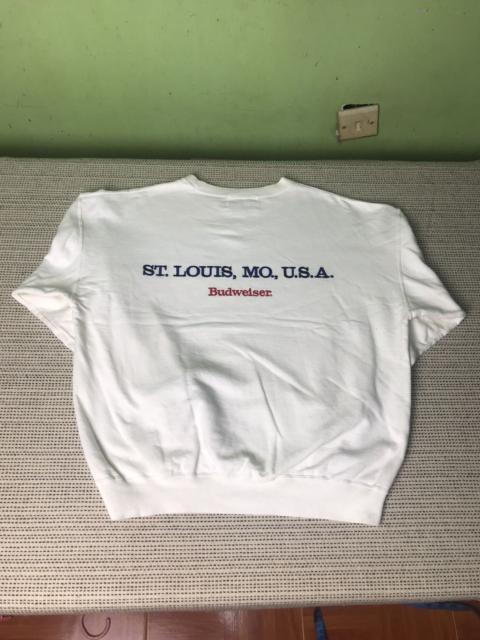 ST. LOUIS, MO., U.S.A.
Budweiser.